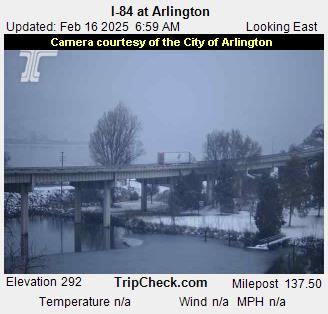 I-84 at Arlington
Updated: Feb 16 2025 6:59 AM Looking East
Camera courtesy of the City of Arlington
Elevation 292 TripCheck.com Milepost 137.50
Temperature n/a Wind n/a MPH n/a